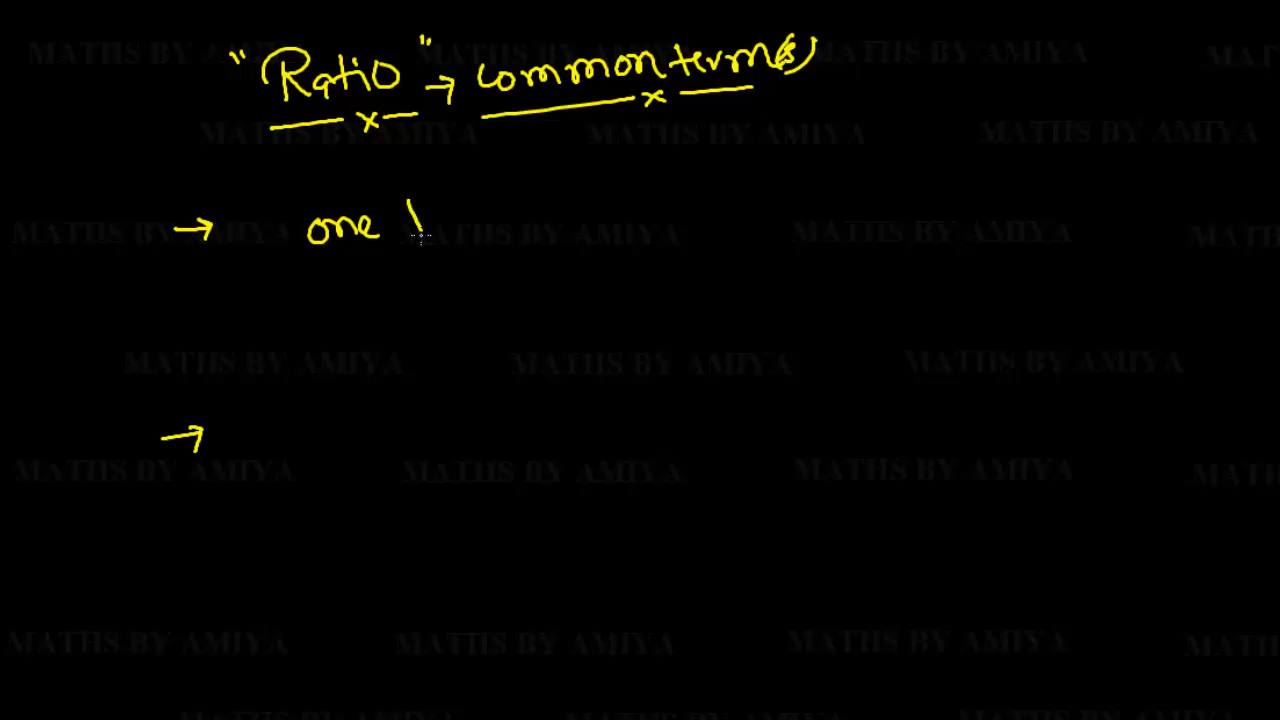 "Ratio" → common term(s)
→ one \
→
MATHS BY AMIYA